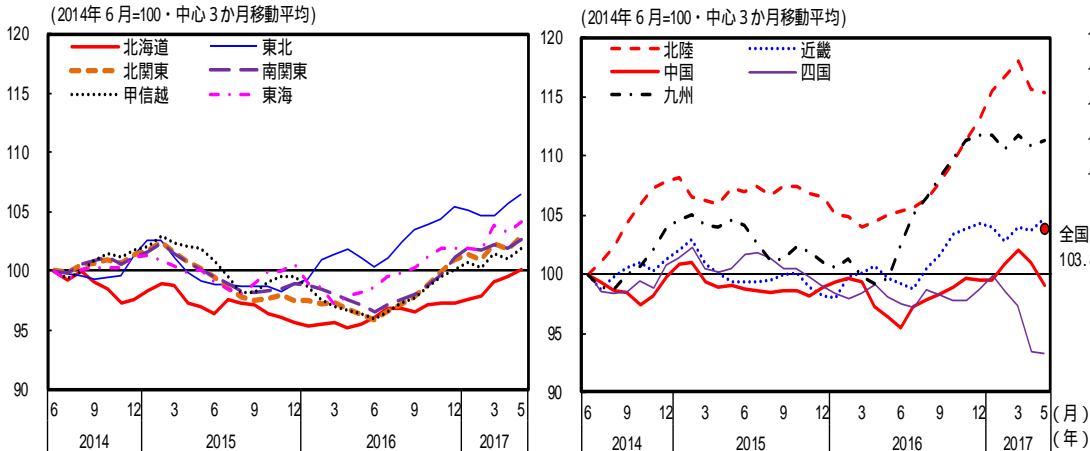 (2014年６月=100・中心３か月移動平均)
120
115
110
105
100
95
90
北海道
東北
北関東
南関東
甲信越
東海
6 9 12 3 6 9 12 3 6 9 12 3 5
2014 2015 2016 2017
(2014年６月=100・中心３か月移動平均)
120
115
110
105
100
95
90
北陸
近畿
中国
四国
九州
全国
103.
6 9 12 3 6 9 12 3 6 9 12 3 5 (月)
2014 2015 2016 2017 (年)